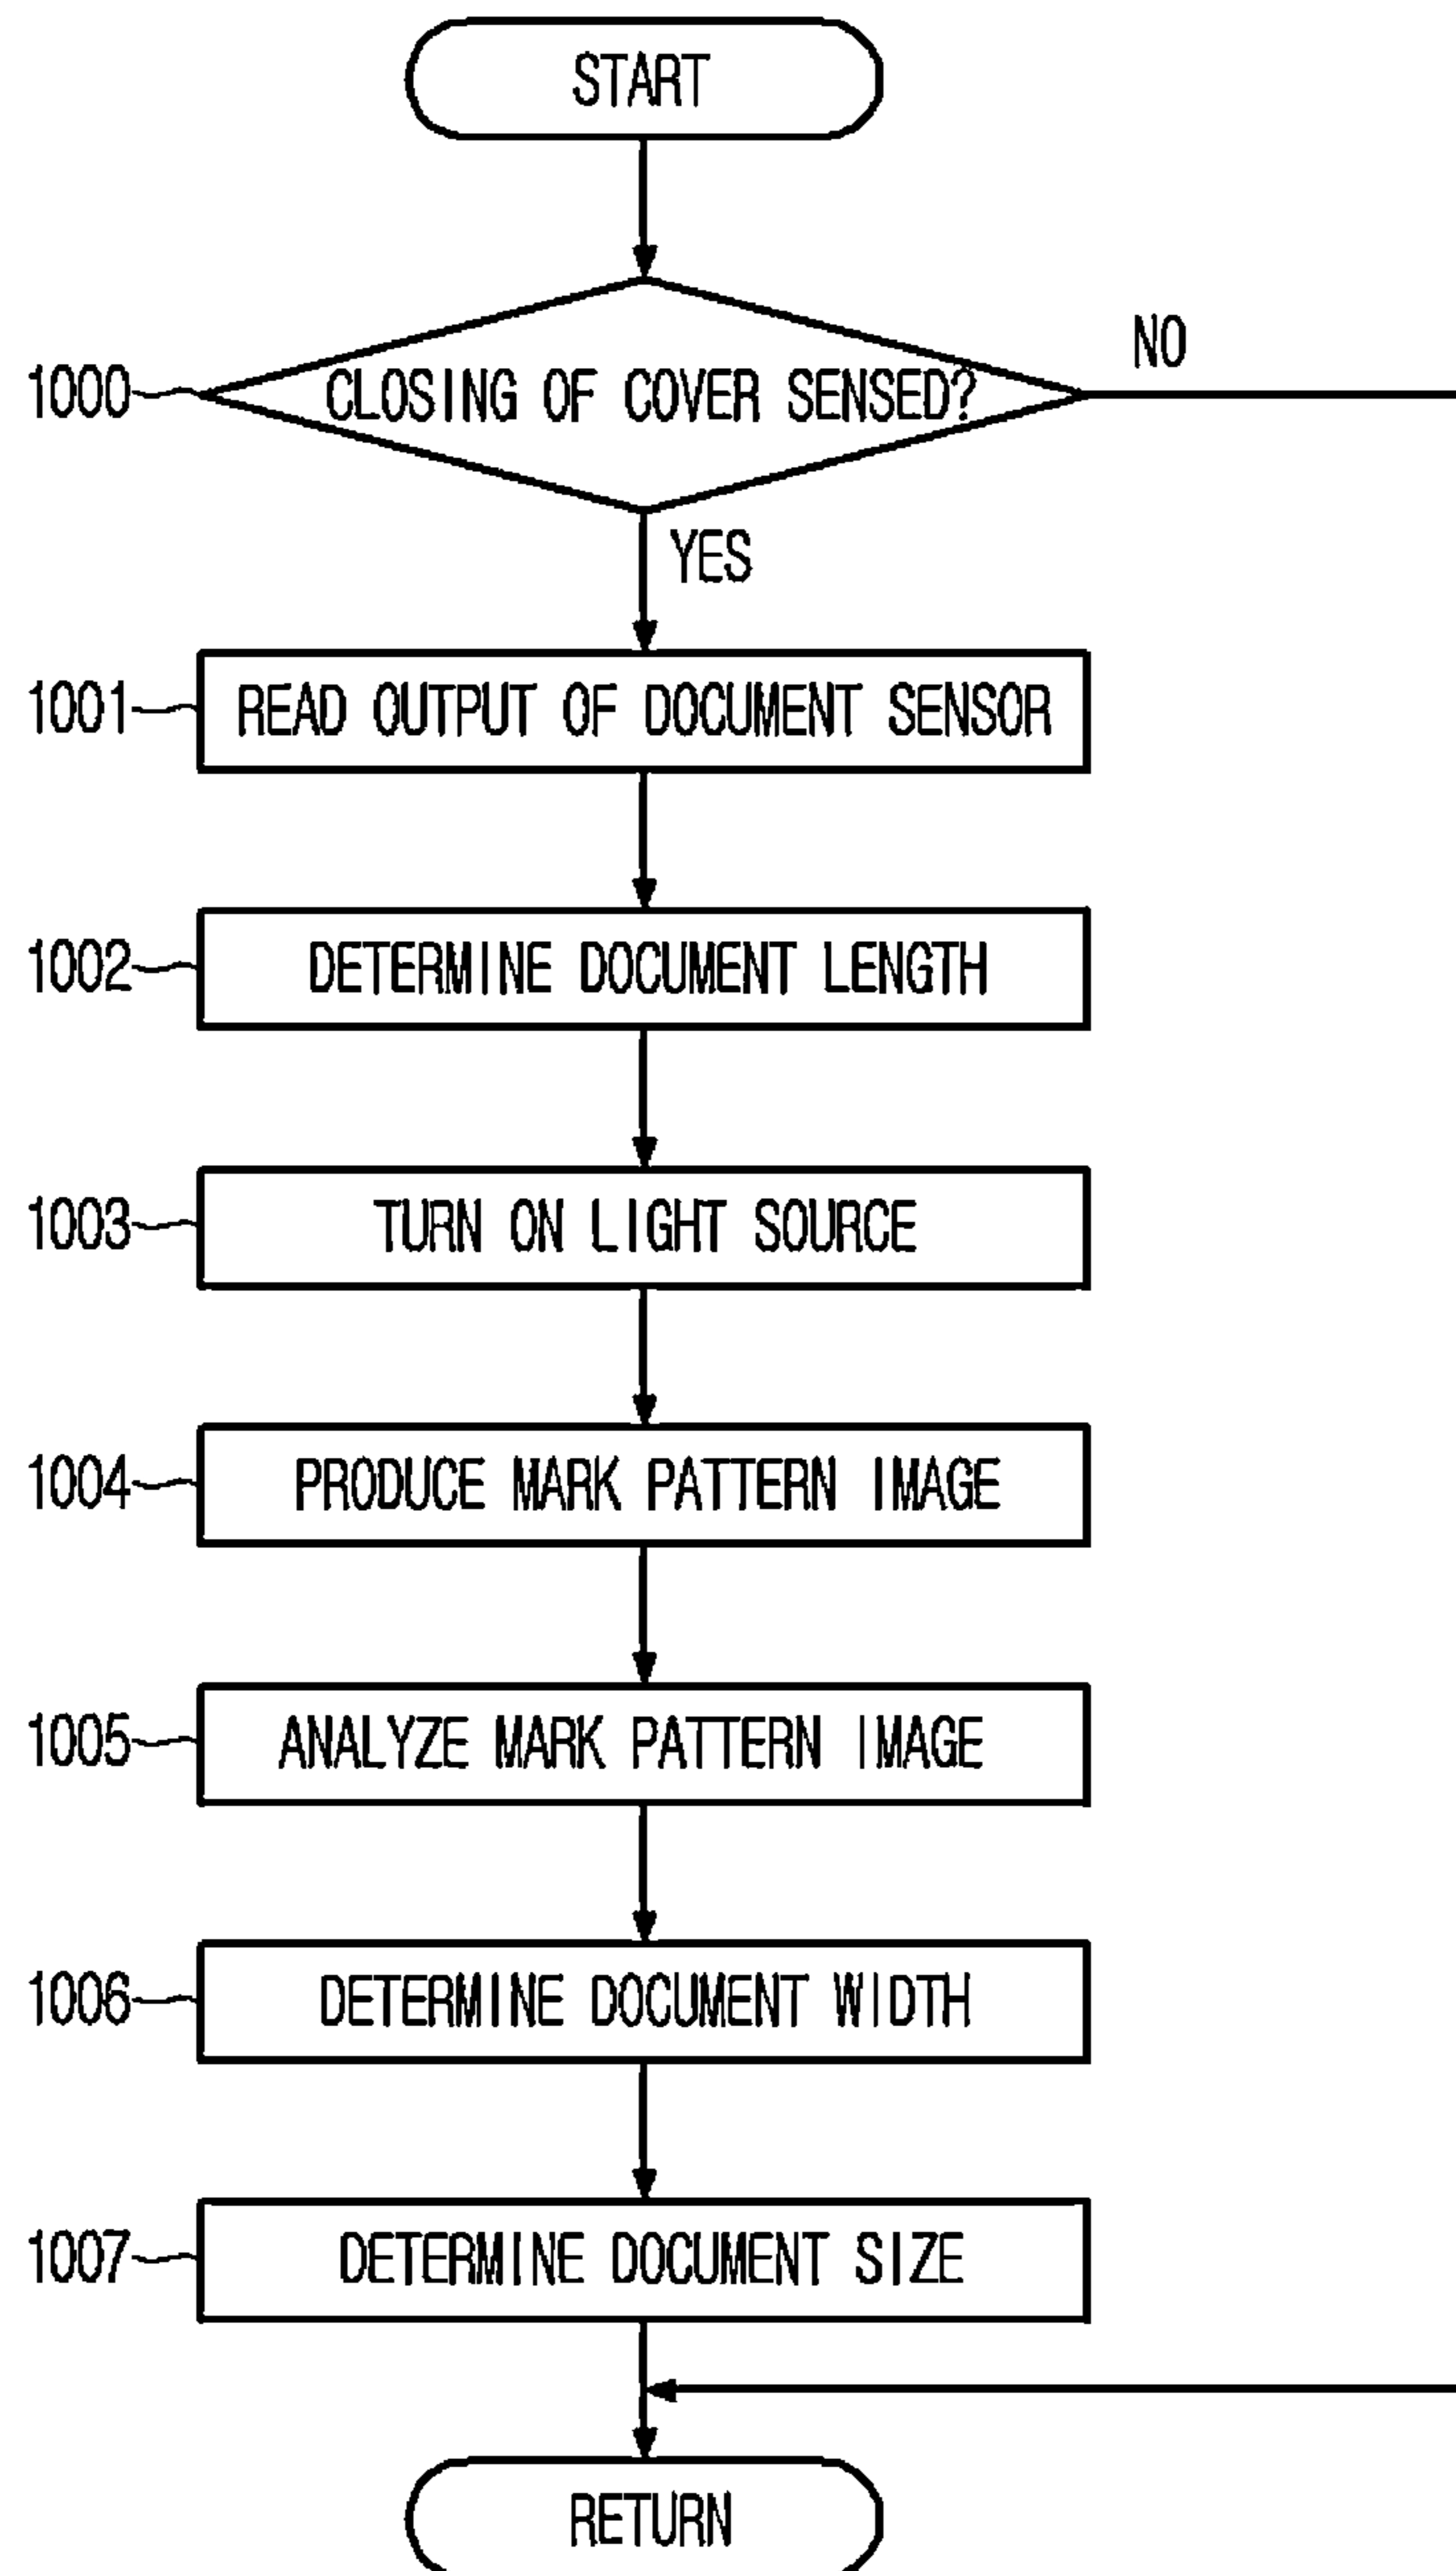 START
NO
1000 CLOSING OF COVER SENSED?
YES
1001 READ OUTPUT OF DOCUMENT SENSOR
1002 DETERMINE DOCUMENT LENGTH
1003 TURN ON LIGHT SOURCE
1004 PRODUCE MARK PATTERN IMAGE
1005 ANALYZE MARK PATTERN IMAGE
1006 DETERMINE DOCUMENT WIDTH
1007 DETERMINE DOCUMENT SIZE
RETURN